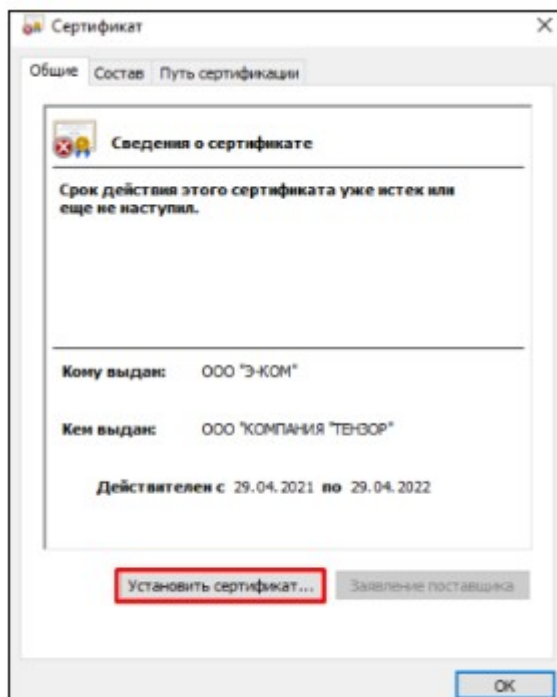 Сертификат
Общие Состав Путь сертификации
Сведения о сертификате
Срок действия этого сертификата уже истек или
еще не наступил.
Кому выдан: ООО "Э-КОМ"
Кем выдан: ООО "КОМПАНИЯ "ТЕНЗОР"
Действителен с 29.04.2021 по 29.04.2022
Установить сертификат... Заявление поставщика
ОК